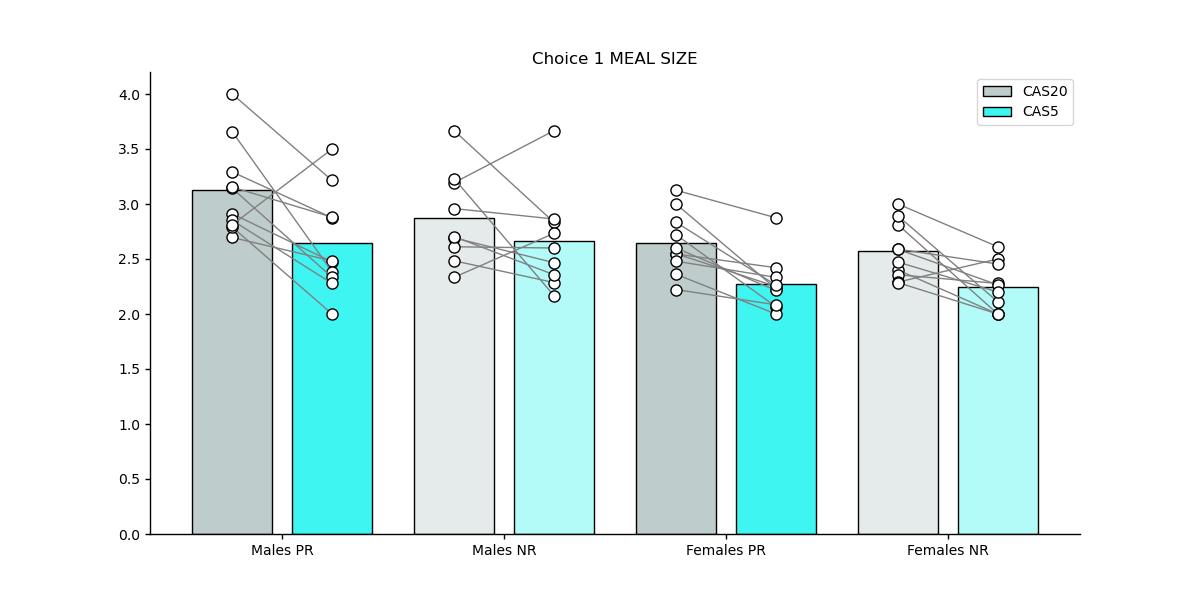 Choice 1 MEAL SIZE
CAS20
CAS5
4.0
3.5
3.0
2.5
2.0
1.5
1.0
0.5
0.0
Males PR
Males NR
Females PR
Females NR